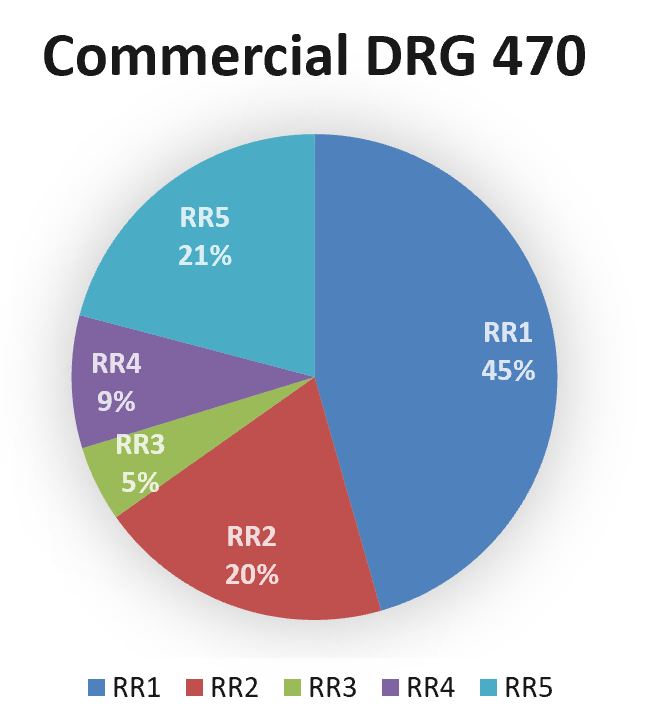 Commercial DRG 470
RR5
21%
RR1
45%
RR4
9%
RR3
5%
RR2
20%
RR1 RR2 RR3 RR4 RR5